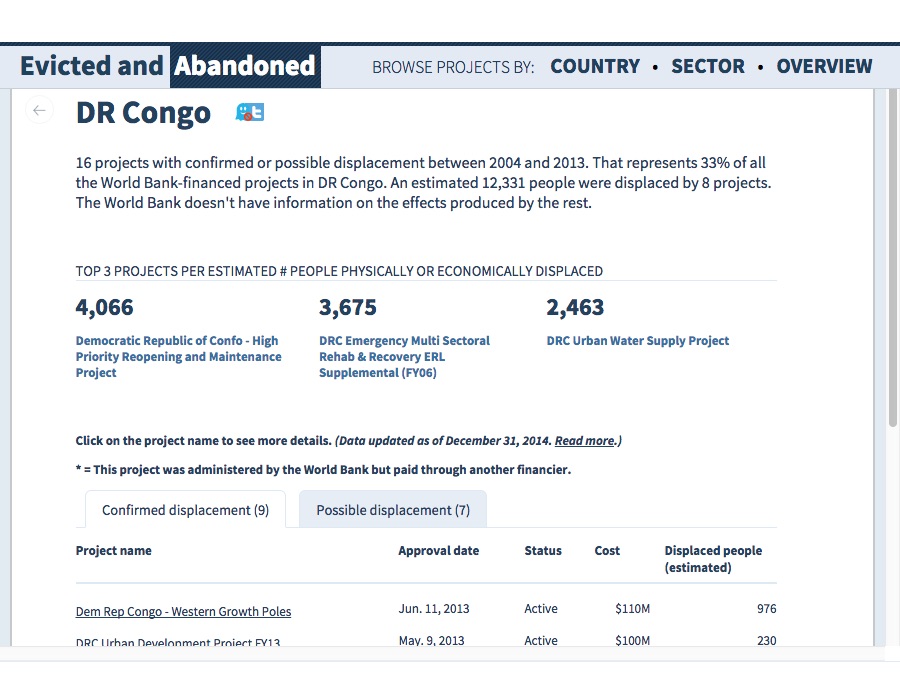 Evicted and Abandoned
BROWSE PROJECTS BY: COUNTRY • SECTOR • OVERVIEW
DR Congo
16 projects with confirmed or possible displacement between 2004 and 2013. That represents 33% of all
the World Bank-financed projects in DR Congo. An estimated 12,331 people were displaced by 8 projects.
The World Bank doesn't have information on the effects produced by the rest.
TOP 3 PROJECTS PER ESTIMATED # PEOPLE PHYSICALLY OR ECONOMICALLY DISPLACED
4,066
Democratic Republic of Confo - High
Priority Reopening and Maintenance
Project
3,675
DRC Emergency Multi Sectoral
Rehab & Recovery ERL
Supplemental (FY06)
2,463
DRC Urban Water Supply Project
Click on the project name to see more details. (Data updated as of December 31, 2014. Read more.)
* = This project was administered by the World Bank but paid through another financier.
Confirmed displacement (9) Possible displacement (7)
Project name Approval date Status Cost Displaced people
(estimated)
Dem Rep Congo - Western Growth Poles Jun. 11, 2013 Active $110M 976
DRC Urban Development Project FY13 May. 9, 2013 Active $100M 230